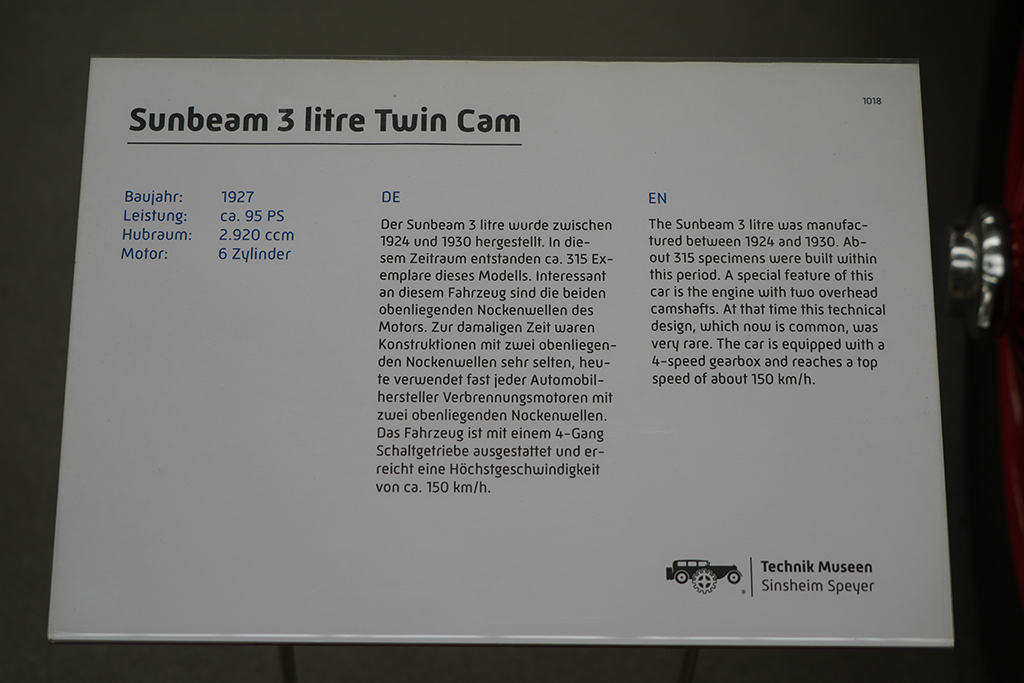 1018
Sunbeam 3 litre Twin Cam
Baujahr: 1927
Leistung: ca. 95 PS
Hubraum: 2.920 ccm
Motor: 6 Zylinder
DE
Der Sunbeam 3 litre wurde zwischen
1924 und 1930 hergestellt. In die-
sem Zeitraum entstanden ca. 315 Ex-
emplare dieses Modells. Interessant
an diesem Fahrzeug sind die beiden
obenliegenden Nockenwellen des
Motors. Zur damaligen Zeit waren
Konstruktionen mit zwei obenliegen-
den Nockenwellen sehr selten, heu-
te verwendet fast jeder Automobil-
hersteller Verbrennungsmotoren mit
zwei obenliegenden Nockenwellen.
Das Fahrzeug ist mit einem 4-Gang
Schaltgetriebe ausgestattet und er-
reicht eine Höchstgeschwindigkeit
von ca. 150 km/h.
EN
The Sunbeam 3 litre was manufac-
tured between 1924 and 1930. Ab-
out 315 specimens were built within
this period. A special feature of this
car is the engine with two overhead
camshafts. At that time this technical
design, which now is common, was
very rare. The car is equipped with a
4-speed gearbox and reaches a top
speed of about 150 km/h.
®
Technik Museen
Sinsheim Speyer